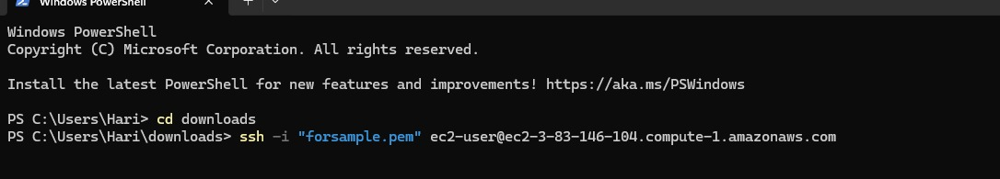 Windows PowerShell
Windows PowerShell
Copyright (C) Microsoft Corporation. All rights reserved.
Install the latest PowerShell for new features and improvements! https://aka.ms/PSWindows
PS C:\Users\Hari> cd downloads
PS C:\Users\Hari\downloads> ssh -i "forsample.pem" ec2-user@ec2-3-83-146-104.compute-1.amazonaws.com